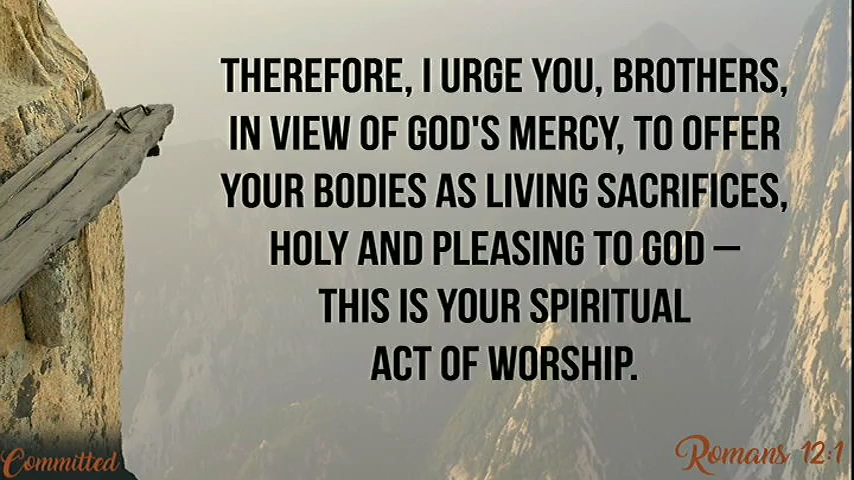 THEREFORE, I URGE YOU, BROTHERS,
IN VIEW OF GOD'S MERCY, TO OFFER
YOUR BODIES AS LIVING SACRIFICES,
HOLY AND PLEASING TO GOD –
THIS IS YOUR SPIRITUAL
ACT OF WORSHIP.
Committed
Romans 12:1